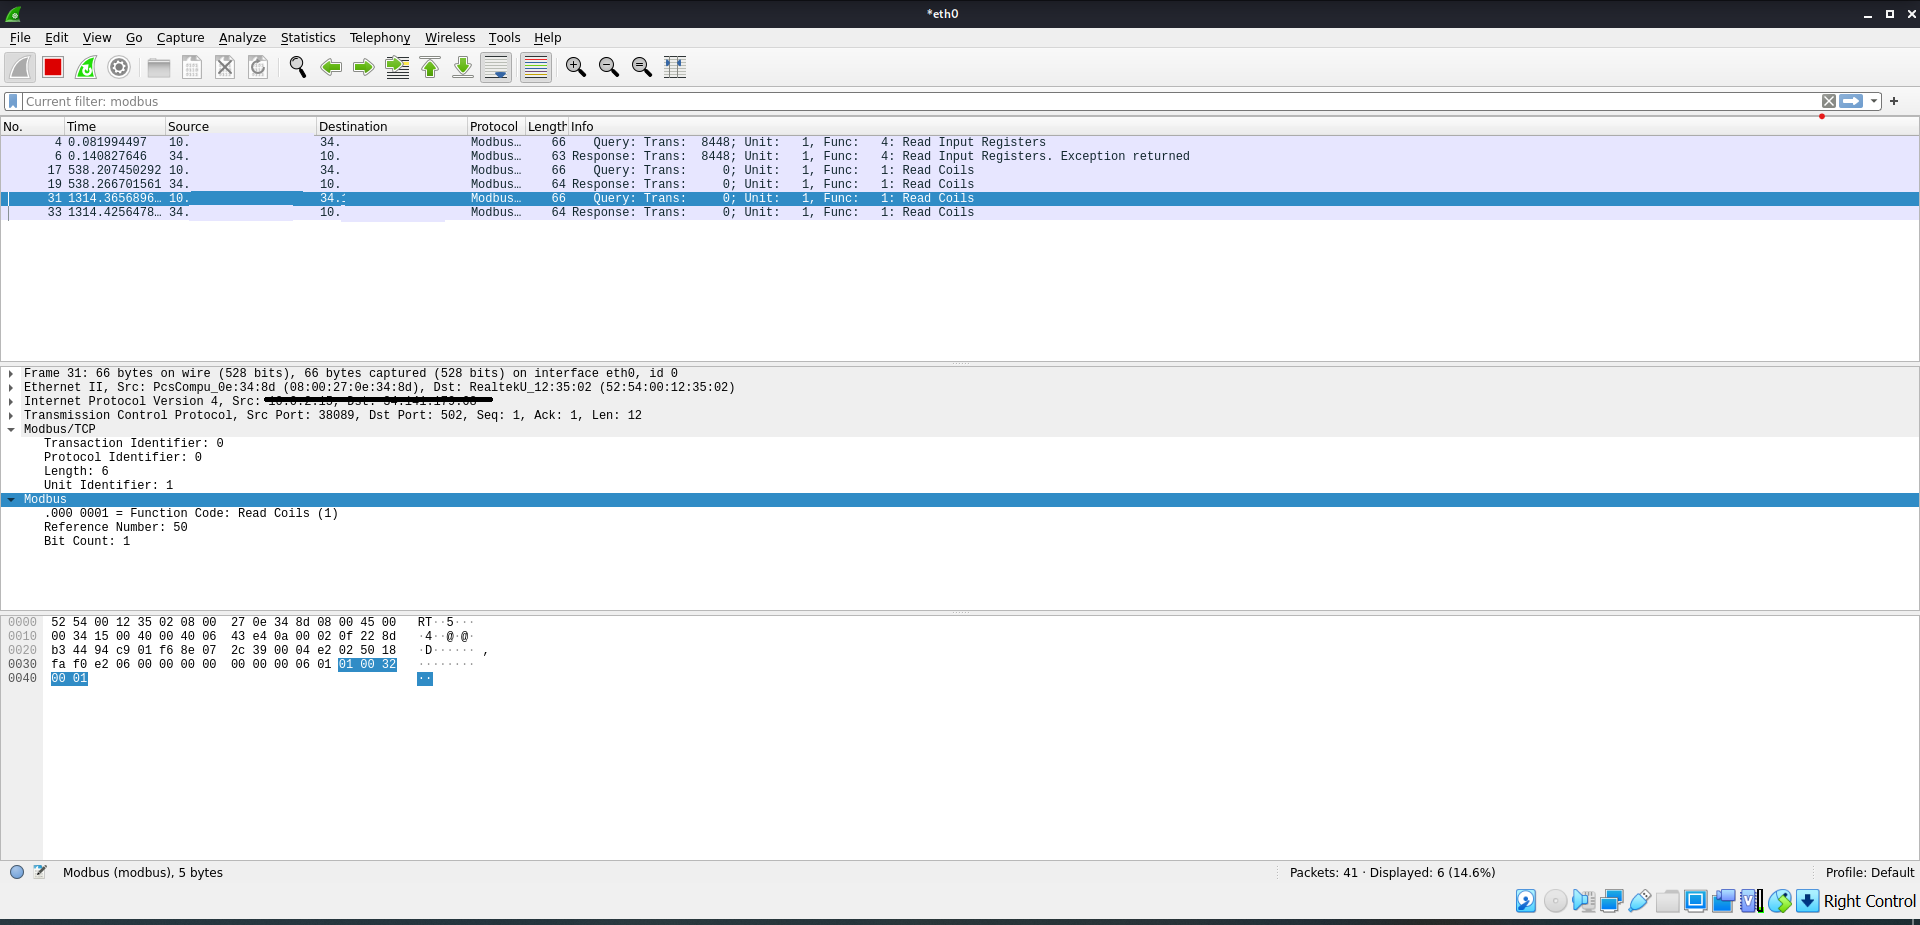 *eth0
File Edit View Go Capture Analyze Statistics Telephony Wireless Tools Help
Current filter: modbus
No. Time Source Destination Protocol Length Info
4 0.081994497 10. 34. Modbus… 66 Query: Trans: 8448; Unit: 1, Func: 4: Read Input Registers
6 0.140827646 34. 10. Modbus… 63 Response: Trans: 8448; Unit: 1, Func: 4: Read Input Registers. Exception returned
17 538.207450292 10. 34. Modbus… 66 Query: Trans: 0; Unit: 1, Func: 1: Read Coils
19 538.266701561 34. 10. Modbus… 64 Response: Trans: 0; Unit: 1, Func: 1: Read Coils
31 1314.3656896… 10. 34. Modbus… 66 Query: Trans: 0; Unit: 1, Func: 1: Read Coils
33 1314.4256478… 34. 10. Modbus… 64 Response: Trans: 0; Unit: 1, Func: 1: Read Coils
Frame 31: 66 bytes on wire (528 bits), 66 bytes captured (528 bits) on interface eth0, id 0
Ethernet II, Src: PcsCompu_0e:34:8d (08:00:27:0e:34:8d), Dst: RealtekU_12:35:02 (52:54:00:12:35:02)
Internet Protocol Version 4, Src:
Transmission Control Protocol, Src Port: 38089, Dst Port: 502, Seq: 1, Ack: 1, Len: 12
Modbus/TCP
Transaction Identifier: 0
Protocol Identifier: 0
Length: 6
Unit Identifier: 1
Modbus
.000 0001 = Function Code: Read Coils (1)
Reference Number: 50
Bit Count: 1
0000 52 54 00 12 35 02 08 00 27 0e 34 8d 08 00 45 00 RT··5···
0010 00 34 15 00 40 00 40 06 43 e4 0a 00 02 0f 22 8d ·4··@·@·
0020 b3 44 94 c9 01 f6 8e 07 2c 39 00 04 e2 02 50 18 ·D······ ,
0030 fa f0 e2 06 00 00 00 00 00 00 00 06 01 01 00 32 ········
0040 00 01 ··
Modbus (modbus), 5 bytes Packets: 41 · Displayed: 6 (14.6%) Profile: Default
Right Control